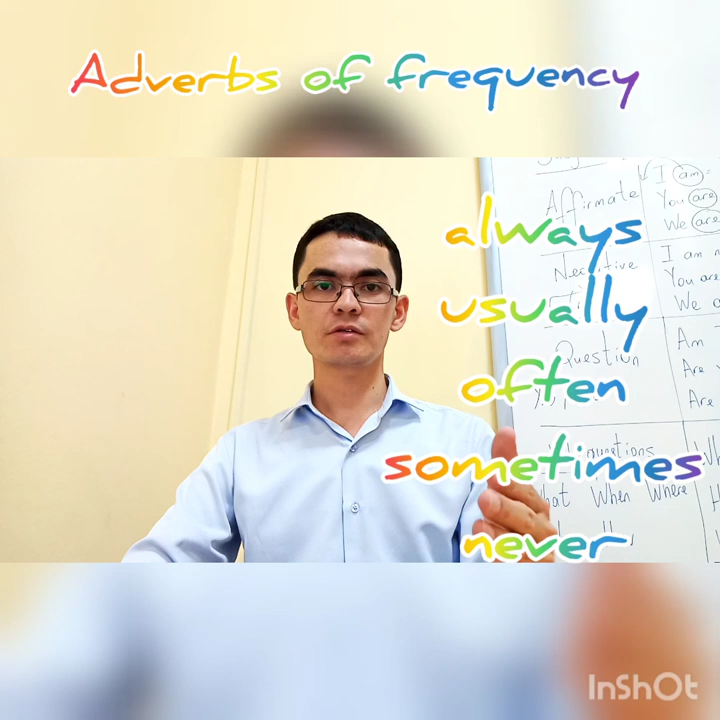 Adverbs of frequency
always
usually
often
sometimes
never
Affirmate
I am
You are
We are
I am
You are
We
Question
Am
Are
Are
What When Where
InShOt